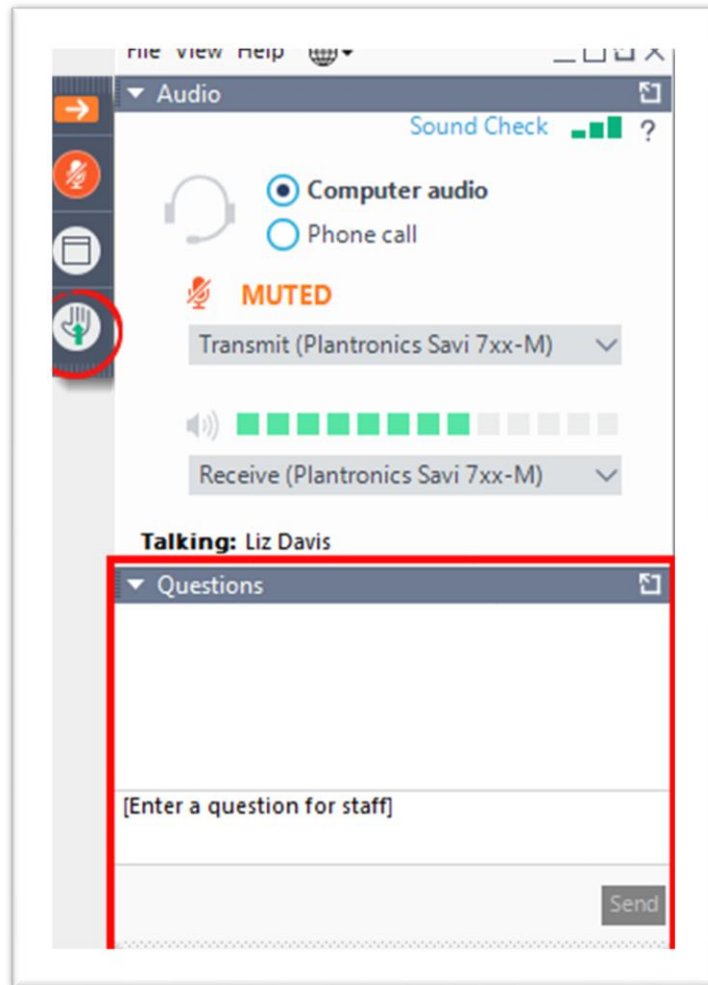 File View Help
Audio
Sound Check ?
Computer audio
Phone call
MUTED
Transmit (Plantronics Savi 7xx-M)
Receive (Plantronics Savi 7xx-M)
Talking: Liz Davis
Questions
[Enter a question for staff]
Send